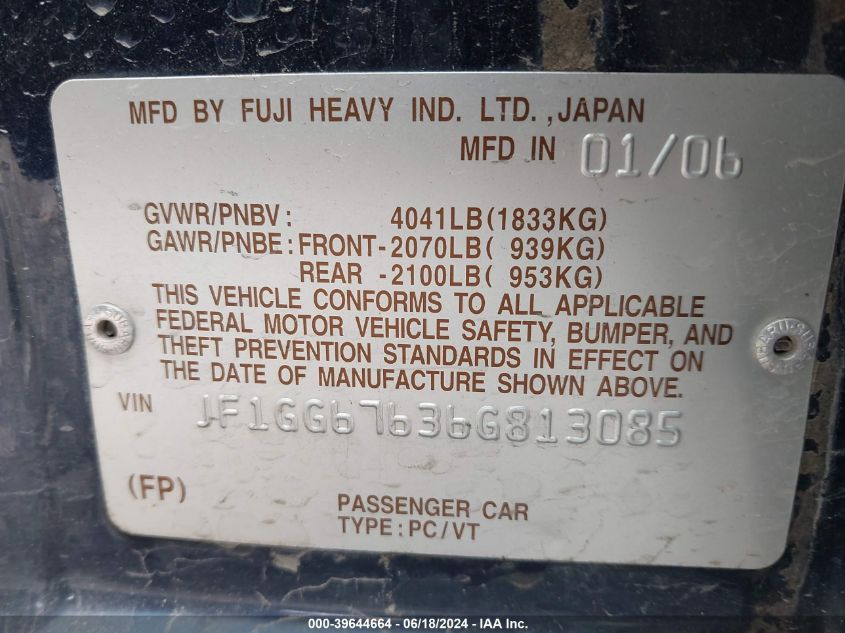 MFD BY FUJI HEAVY IND. LTD.,JAPAN
MFD IN 01/06
GVWR/PNBV: 4041LB(1833KG)
GAWR/PNBE:FRONT-2070LB( 939KG)
REAR -2100LB( 953KG)
THIS VEHICLE CONFORMS TO ALL APPLICABLE
FEDERAL MOTOR VEHICLE SAFETY, BUMPER, AND
THEFT PREVENTION STANDARDS IN EFFECT ON
THE DATE OF MANUFACTURE SHOWN ABOVE.
VIN JF1GG67636G813085
(FP)
PASSENGER CAR
TYPE:PC/VT
000-39644664 - 06/18/2024 - IAA Inc.